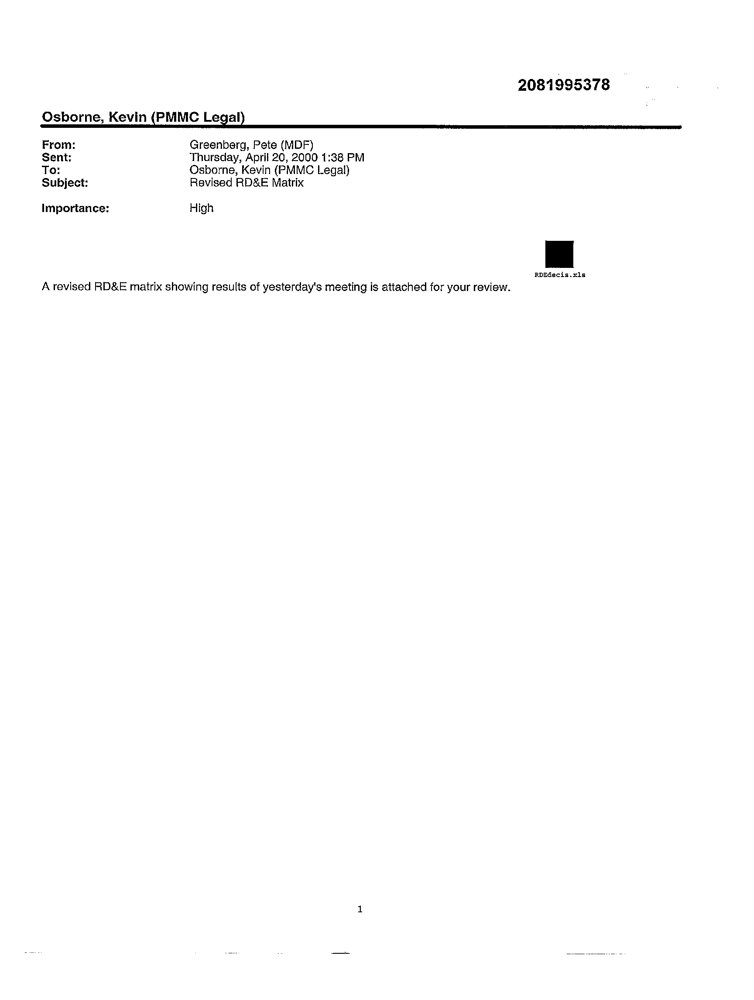 2081995378
Osborne, Kevin (PMMC Legal)
From: Greenberg, Pete (MDF)
Sent: Thursday, April 20, 2000 1:38 PM
To: Osborne, Kevin (PMMC Legal)
Subject: Revised RD&E Matrix
Importance: High
RDEdecis.xls
A revised RD&E matrix showing results of yesterday's meeting is attached for your review.
1